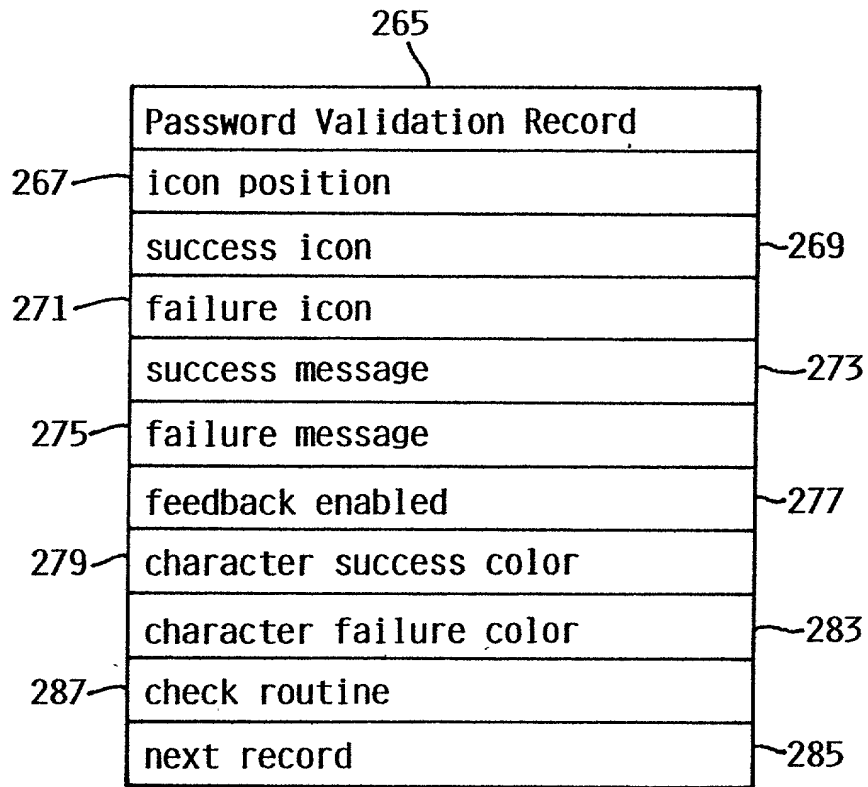 265
Password Validation Record
267 icon position
success icon 269
271 failure icon
success message 273
275 failure message
feedback enabled 277
279 character success color
character failure color 283
287 check routine
next record 285